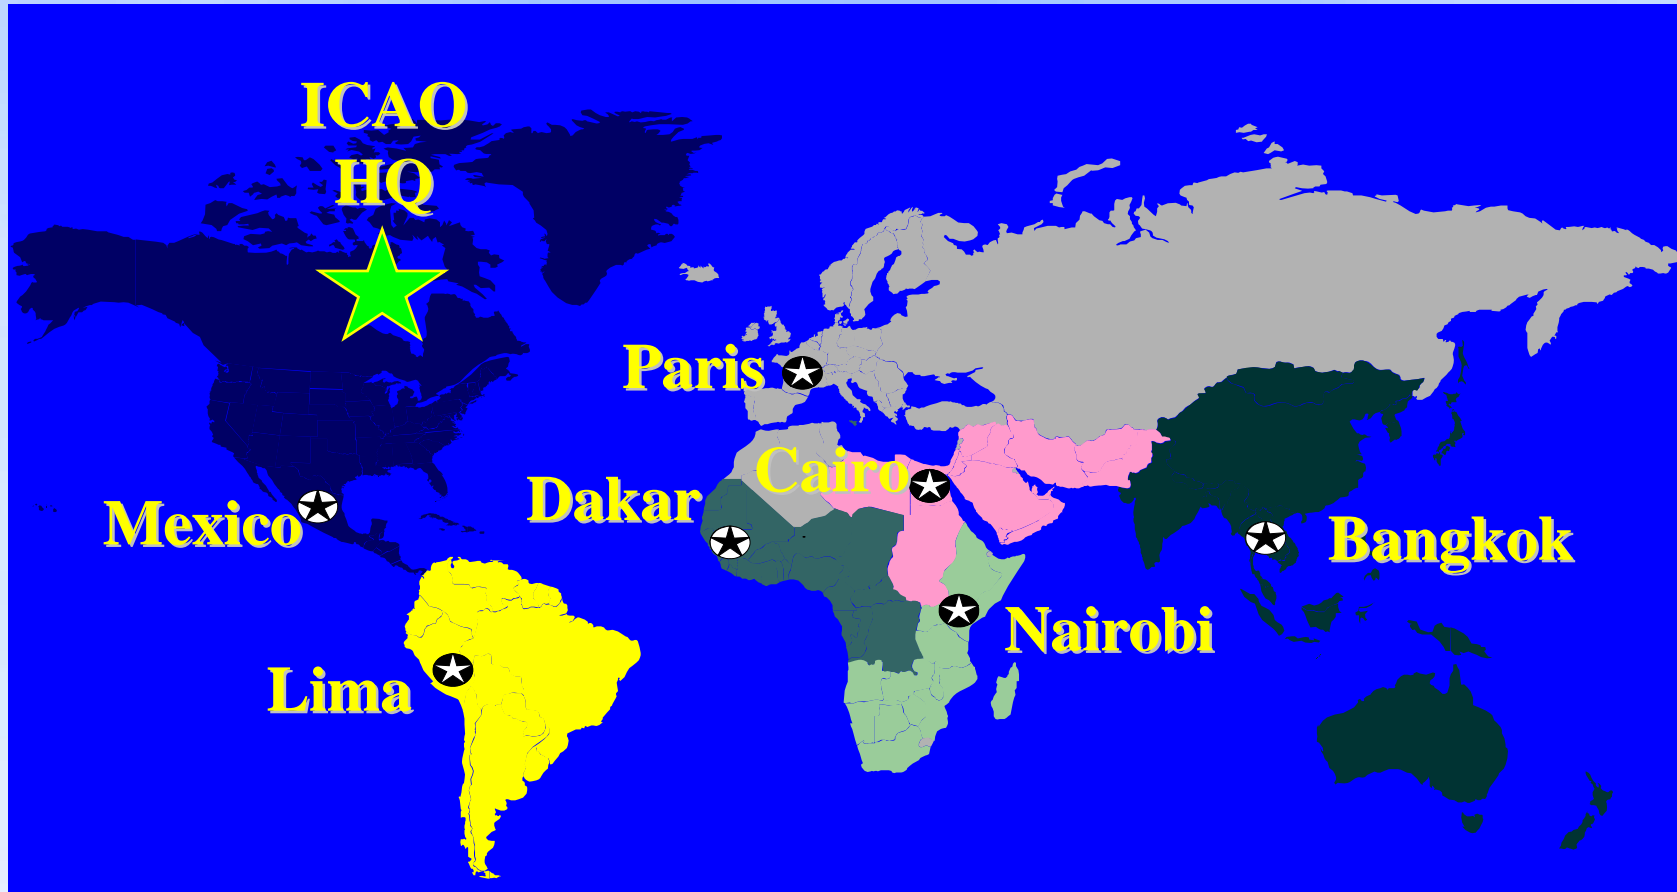 ICAO
HQ
Paris
Cairo
Dakar
Mexico
Bangkok
Nairobi
Lima